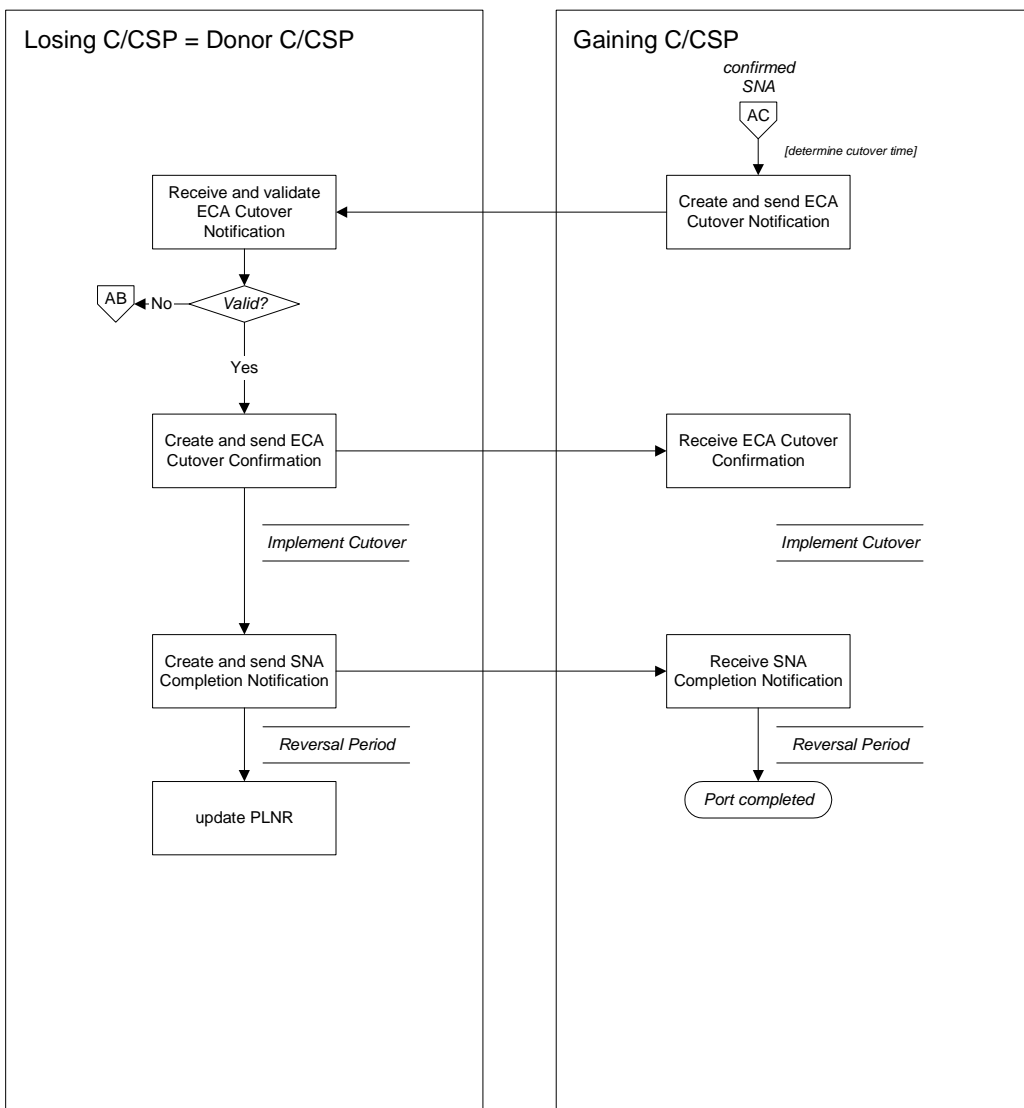 Losing C/CSP = Donor C/CSP
Gaining C/CSP
confirmed
SNA
AC
[determine cutover time]
Receive and validate
ECA Cutover
Notification
Create and send ECA
Cutover Notification
AB
No
Valid?
Yes
Create and send ECA
Cutover Confirmation
Receive ECA Cutover
Confirmation
Implement Cutover
Implement Cutover
Create and send SNA
Completion Notification
Receive SNA
Completion Notification
Reversal Period
Reversal Period
update PLNR
Port completed